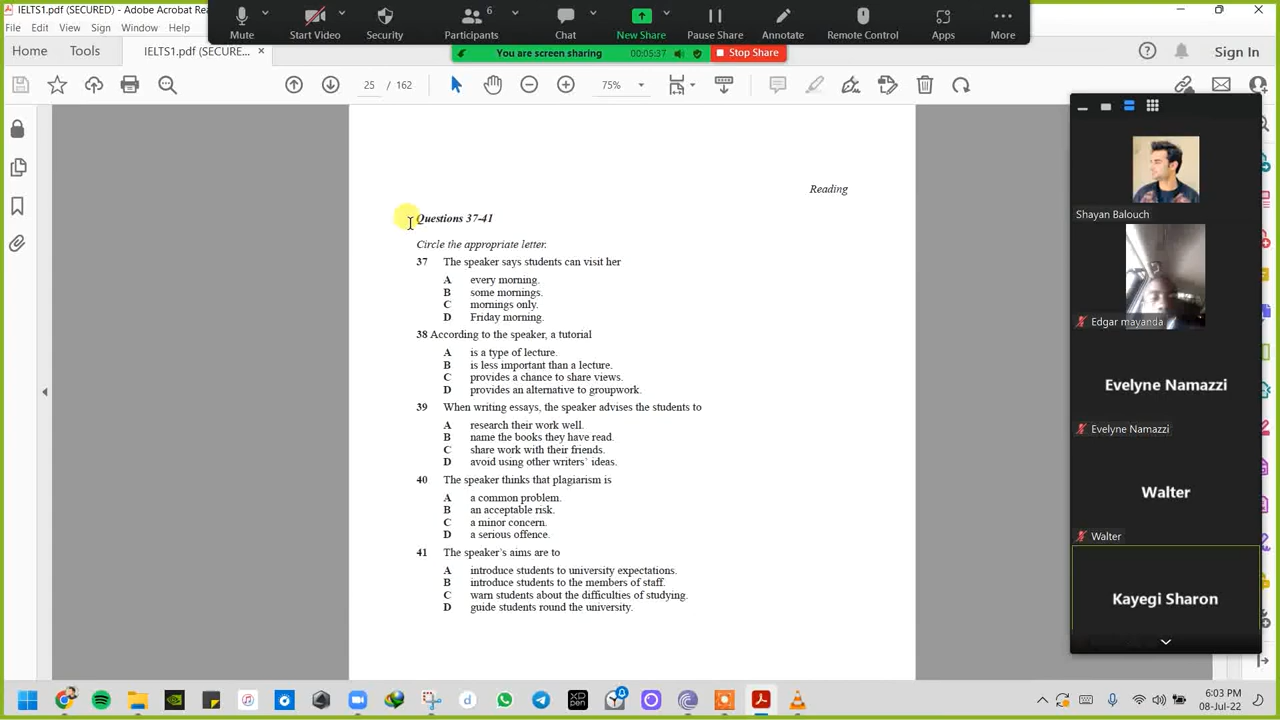 IELTS1.pdf (SECURED) - Adobe Acrobat Rea
File Edit View Sign Window Help
Mute
Start Video
Security
6
Participants
Chat
New Share
Pause Share
Annotate
Remote Control
Apps
More
You are screen sharing
00:05:37
Stop Share
Home
Tools
IELTS1.pdf (SECURE...
Sign In
25 / 162
75%
Reading
Questions 37-41
Circle the appropriate letter.
37 The speaker says students can visit her
A every morning.
B some mornings.
C mornings only.
D Friday morning.
38 According to the speaker, a tutorial
A is a type of lecture.
B is less important than a lecture.
C provides a chance to share views.
D provides an alternative to groupwork.
39 When writing essays, the speaker advises the students to
A research their work well.
B name the books they have read.
C share work with their friends.
D avoid using other writers' ideas.
40 The speaker thinks that plagiarism is
A a common problem.
B an acceptable risk.
C a minor concern.
D a serious offence.
41 The speaker's aims are to
A introduce students to university expectations.
B introduce students to the members of staff.
C warn students about the difficulties of studying.
D guide students round the university.
Shayan Balouch
Edgar mayanda
Evelyne Namazzi
Evelyne Namazzi
Walter
Walter
Kayegi Sharon
XD
PEN
6:03 PM
08-Jul-22